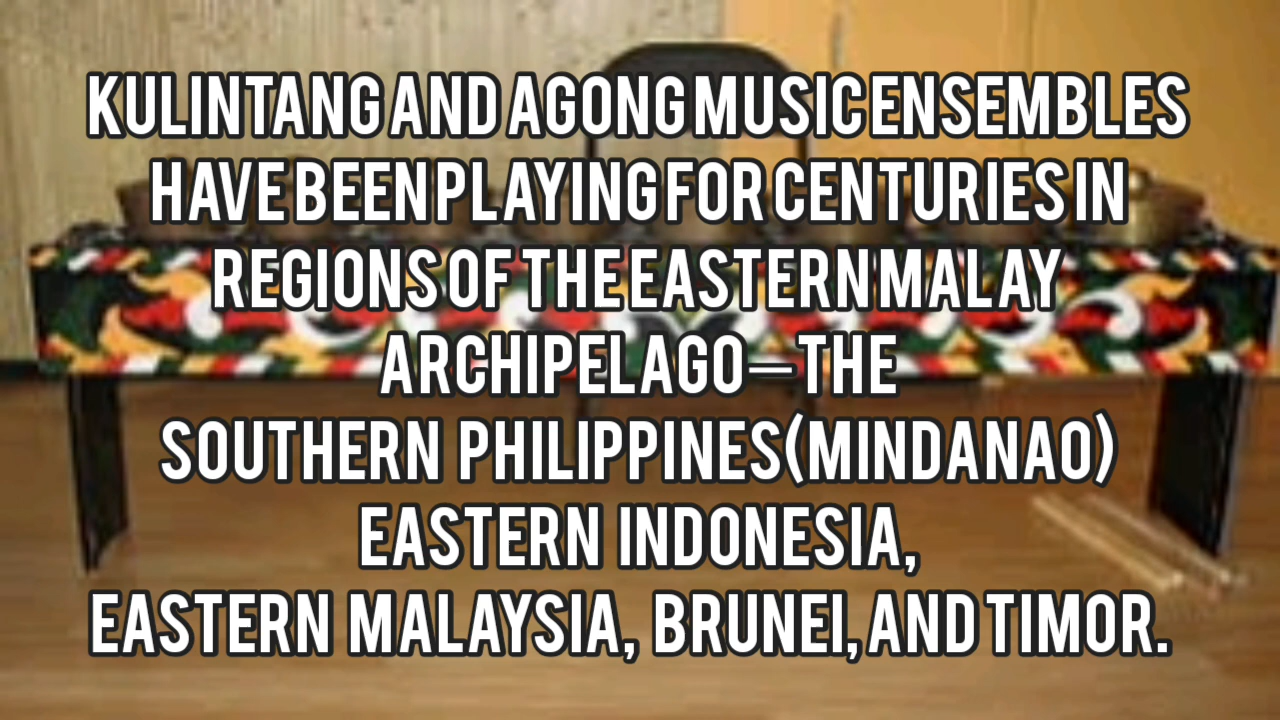 KULINTANG AND AGONG MUSIC ENSEMBLES
HAVE BEEN PLAYING FOR CENTURIES IN
REGIONS OF THE EASTERN MALAY
ARCHIPELAGO—THE
SOUTHERN PHILIPPINES(MINDANAO)
EASTERN INDONESIA,
EASTERN MALAYSIA, BRUNEI, AND TIMOR.